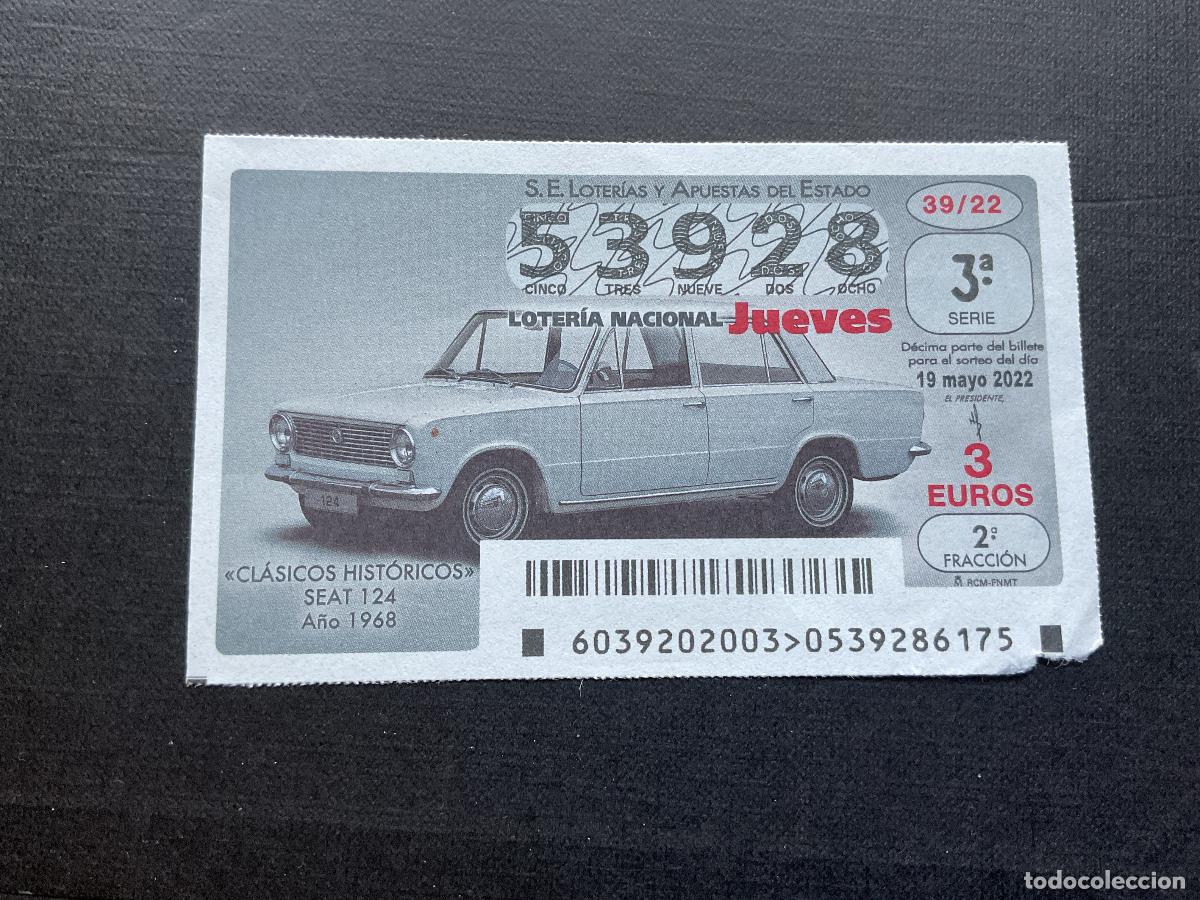 S.E. LOTERÍAS Y APUESTAS DEL ESTADO
39/22
53928
CINCO TRES NUEVE DOS OCHO
3ª
SERIE
LOTERÍA NACIONAL Jueves
Décima parte del billete
para el sorteo del día
19 mayo 2022
EL PRESIDENTE,
3
EUROS
124
2ª
FRACCIÓN
RCM-FNMT
«CLÁSICOS HISTÓRICOS»
SEAT 124
Año 1968
6039202003>0539286175
todocoleccion